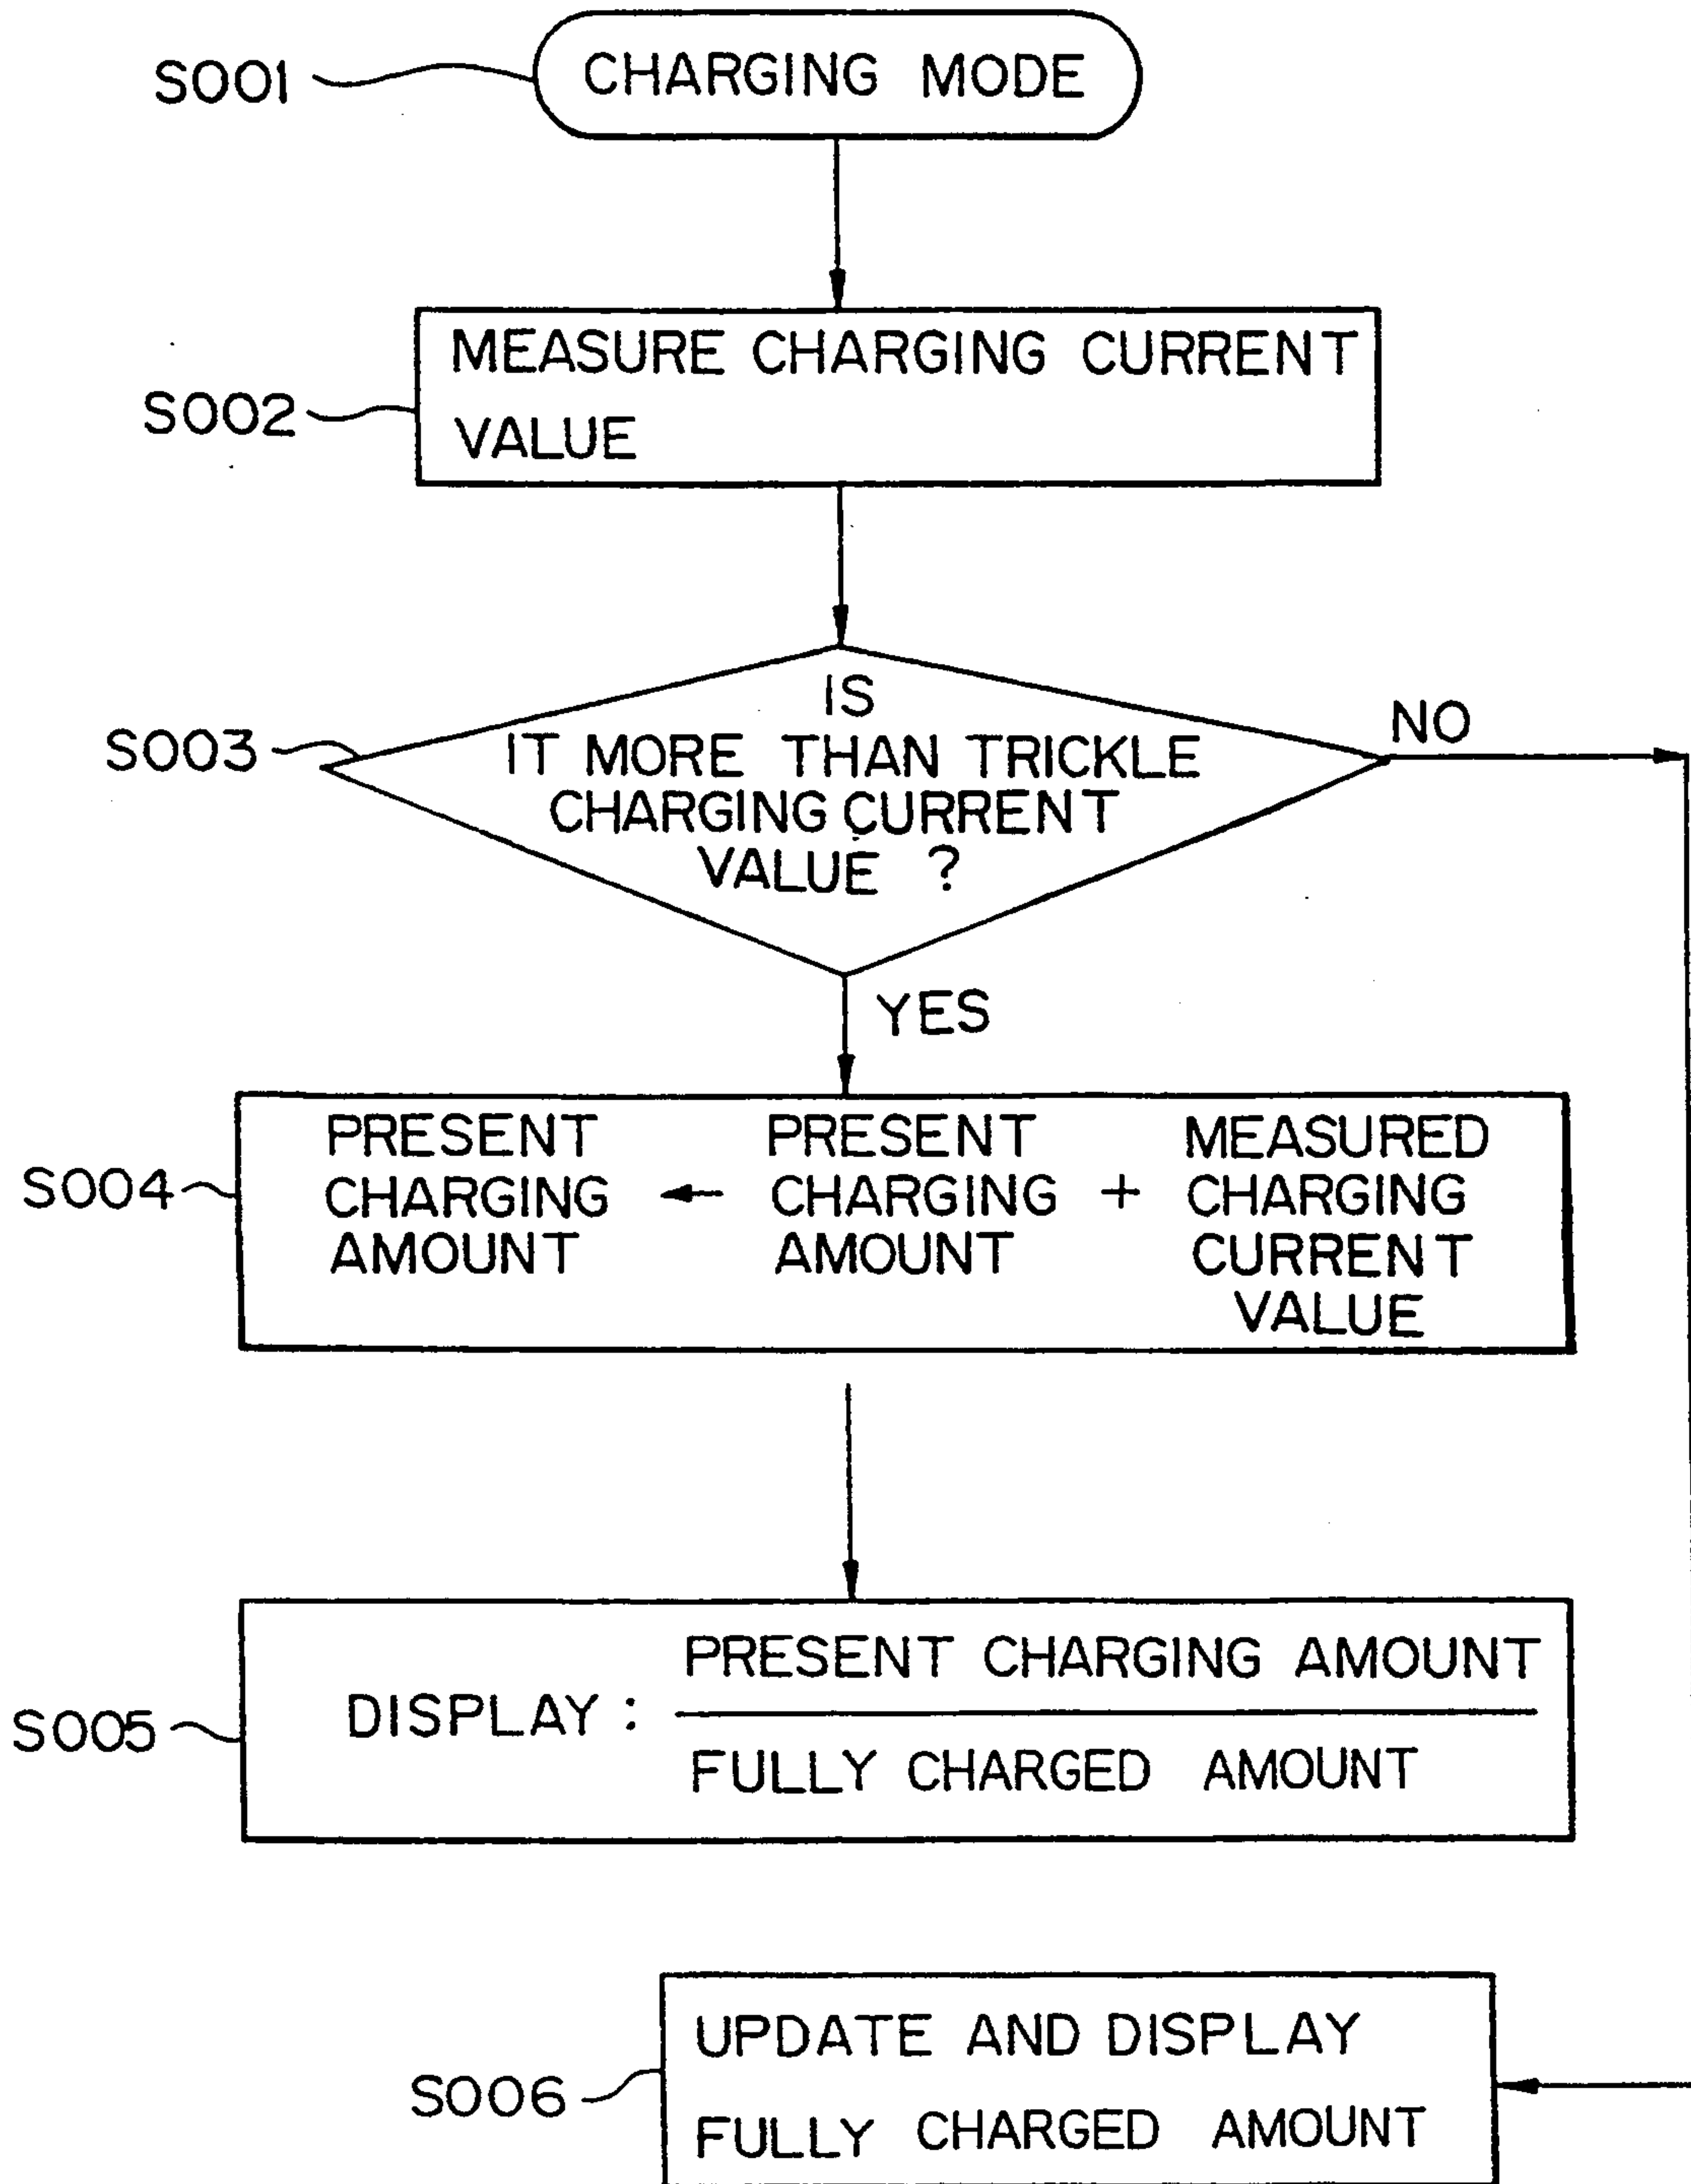 S001
CHARGING MODE
S002
MEASURE CHARGING CURRENT
VALUE
S003
IS
IT MORE THAN TRICKLE
CHARGING CURRENT
VALUE ?
NO
YES
S004
PRESENT CHARGING AMOUNT ← PRESENT CHARGING AMOUNT + MEASURED CHARGING CURRENT VALUE
S005
DISPLAY :
PRESENT CHARGING AMOUNT
FULLY CHARGED AMOUNT
S006
UPDATE AND DISPLAY
FULLY CHARGED AMOUNT